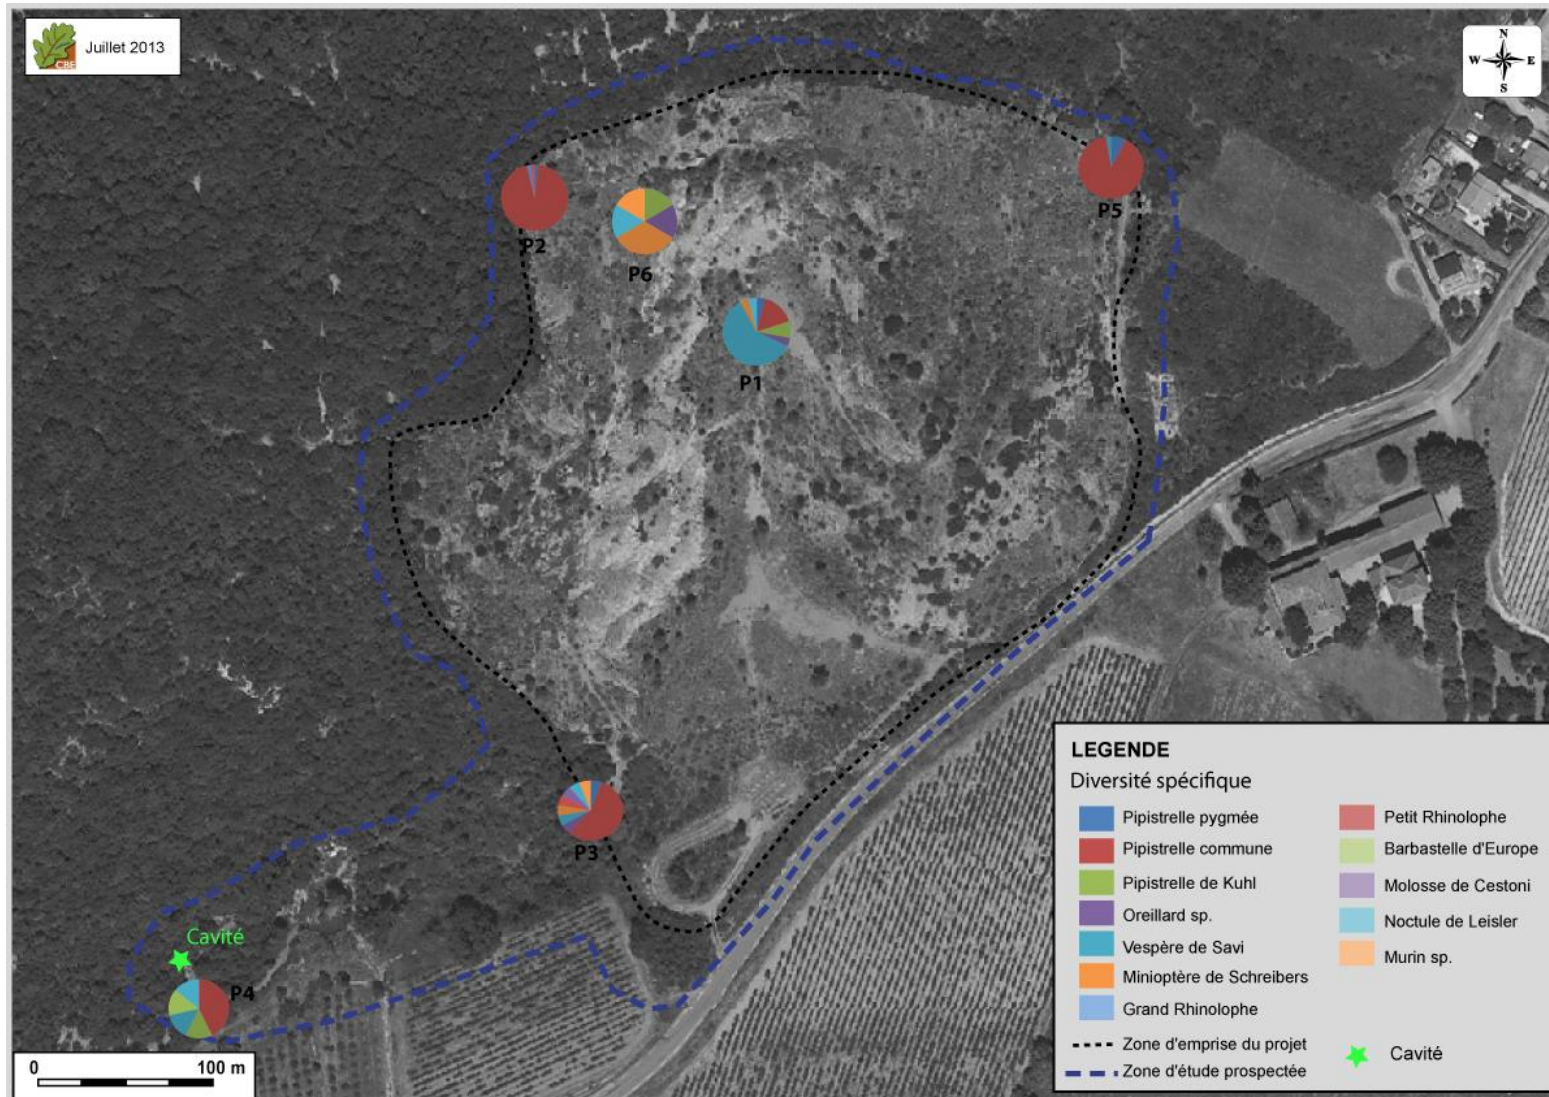 CBE
Juillet 2013
N
W E
S
P2
P6
P5
P1
P3
Cavité
P4
0 100 m
LEGENDE
Diversité spécifique
Pipistrelle pygmée
Pipistrelle commune
Pipistrelle de Kuhl
Oreillard sp.
Vespère de Savi
Minioptère de Schreibers
Grand Rhinolophe
Petit Rhinolophe
Barbastelle d'Europe
Molosse de Cestoni
Noctule de Leisler
Murin sp.
Zone d'emprise du projet
Zone d'étude prospectée
Cavité